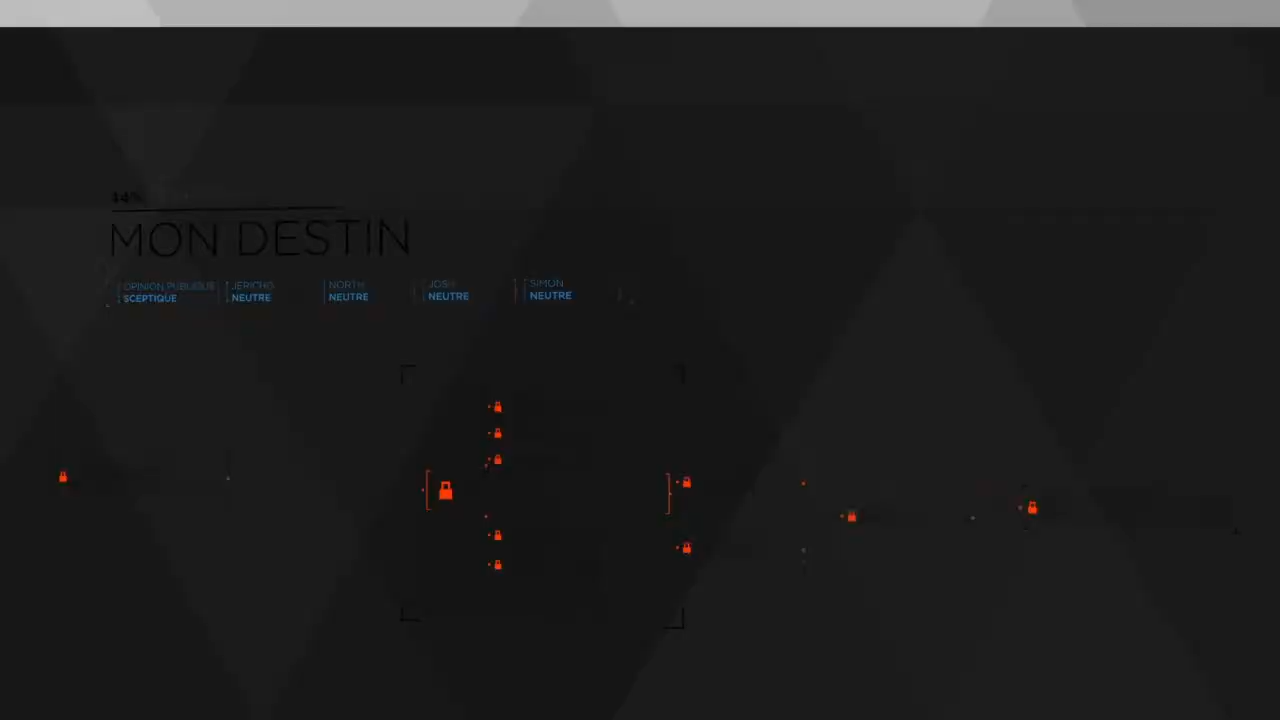 14%
MON DESTIN
OPINION PUBLIQUE JERICHO NORTH JOSH SIMON
SCEPTIQUE NEUTRE NEUTRE NEUTRE NEUTRE